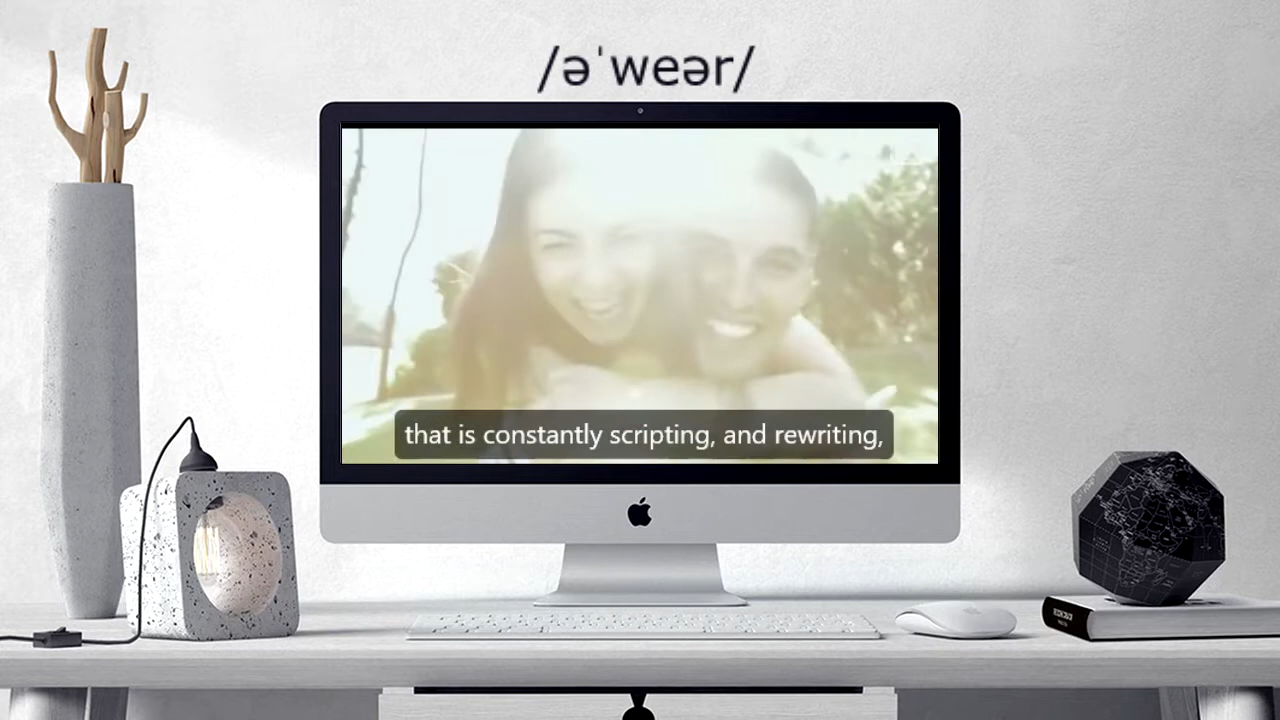 /əˈweər/
that is constantly scripting, and rewriting,